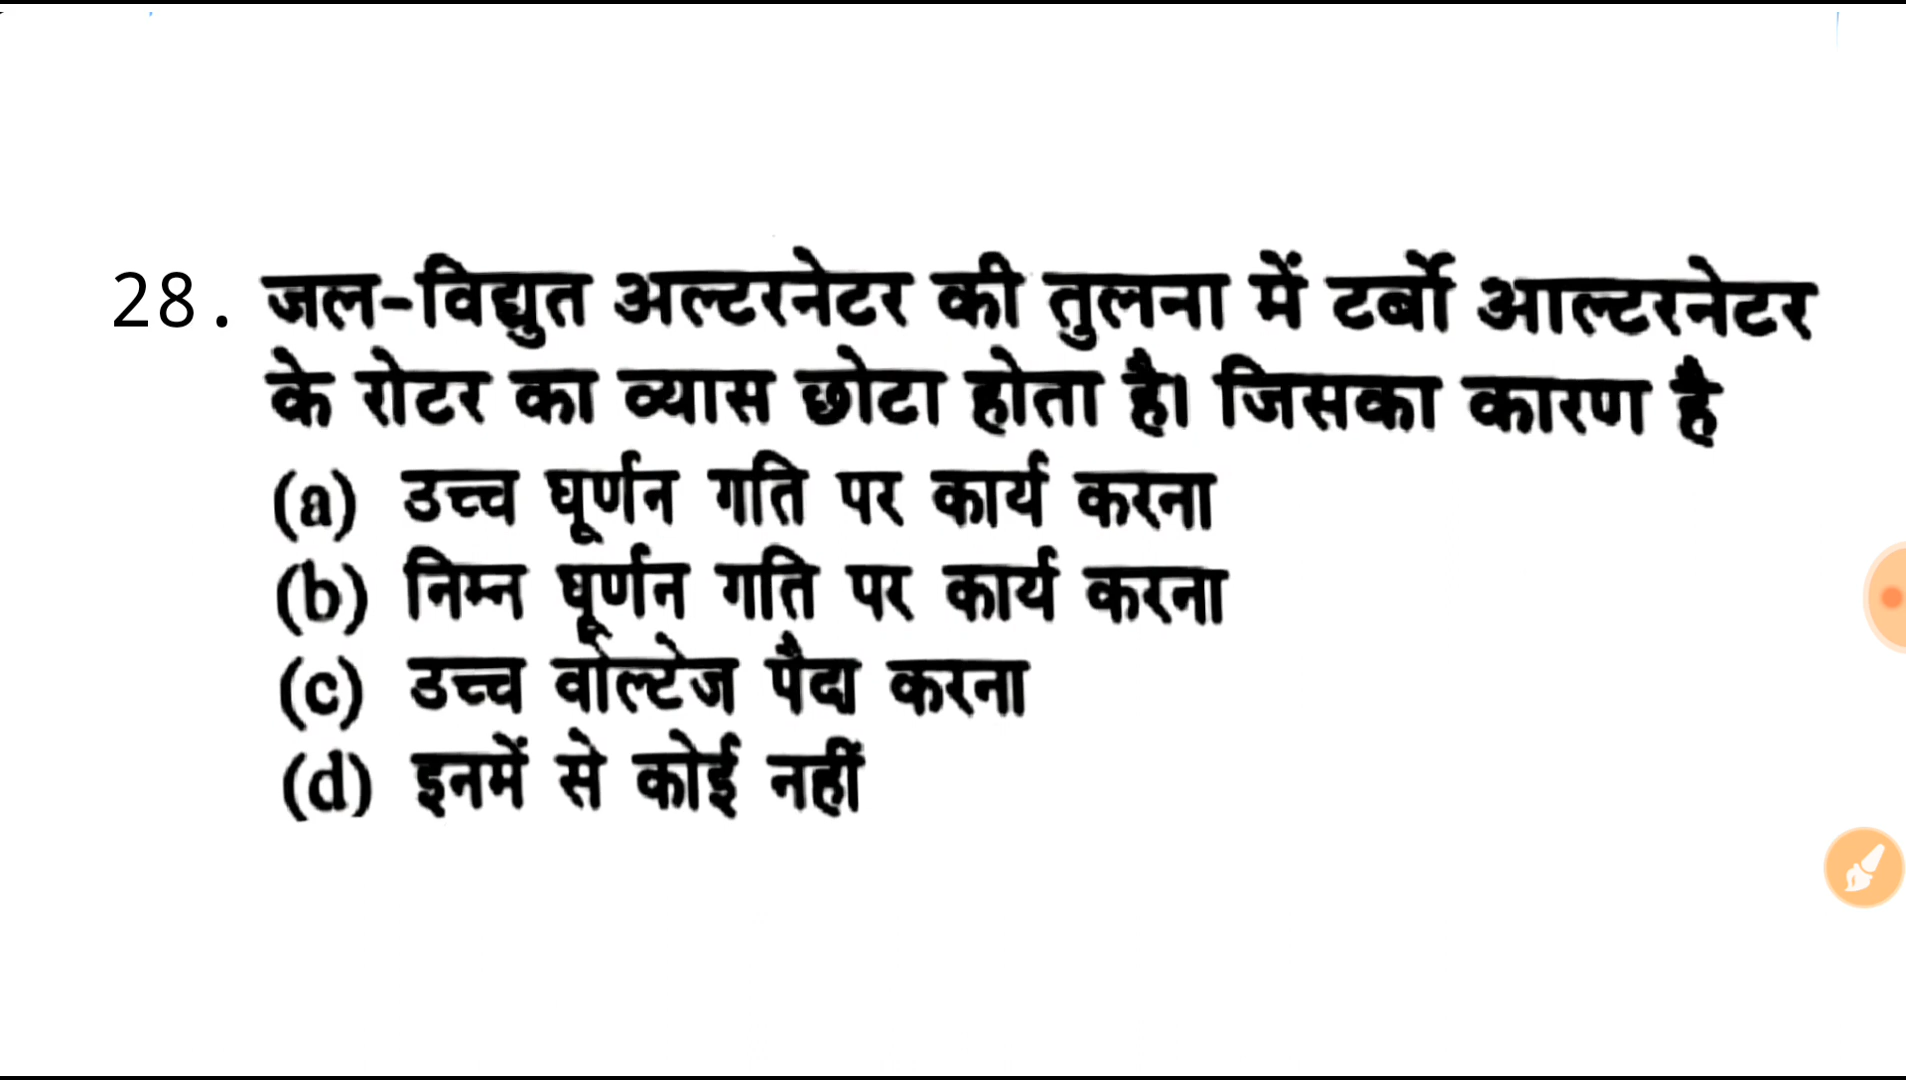 28. जल-विद्युत अल्टरनेटर की तुलना में टर्बो आल्टरनेटर
के रोटर का व्यास छोटा होता है। जिसका कारण है
(a) उच्च घूर्णन गति पर कार्य करना
(b) निम्न घूर्णन गति पर कार्य करना
(c) उच्च वोल्टेज पैदा करना
(d) इनमें से कोई नहीं